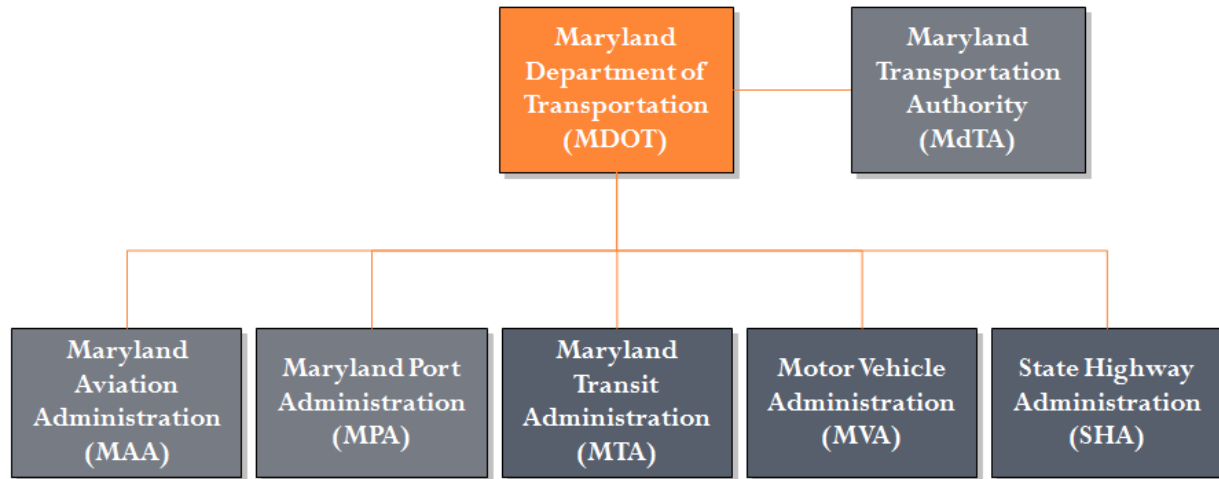 Maryland
Department of
Transportation
(MDOT)
Maryland
Transportation
Authority
(MdTA)
Maryland
Aviation
Administration
(MAA)
Maryland Port
Administration
(MPA)
Maryland
Transit
Administration
(MTA)
Motor Vehicle
Administration
(MVA)
State Highway
Administration
(SHA)